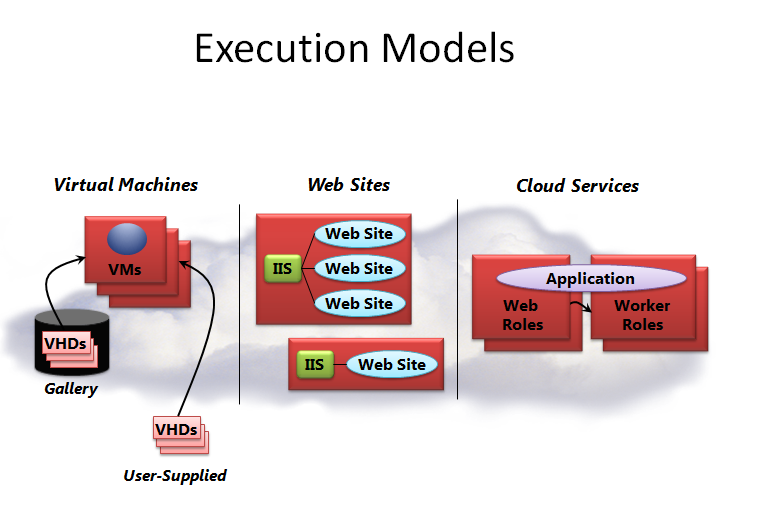 Execution Models
Virtual Machines
VMs
VHDs
Gallery
VHDs
User-Supplied
Web Sites
IIS
Web Site
Web Site
Web Site
IIS
Web Site
Cloud Services
Application
Web
Roles
Worker
Roles